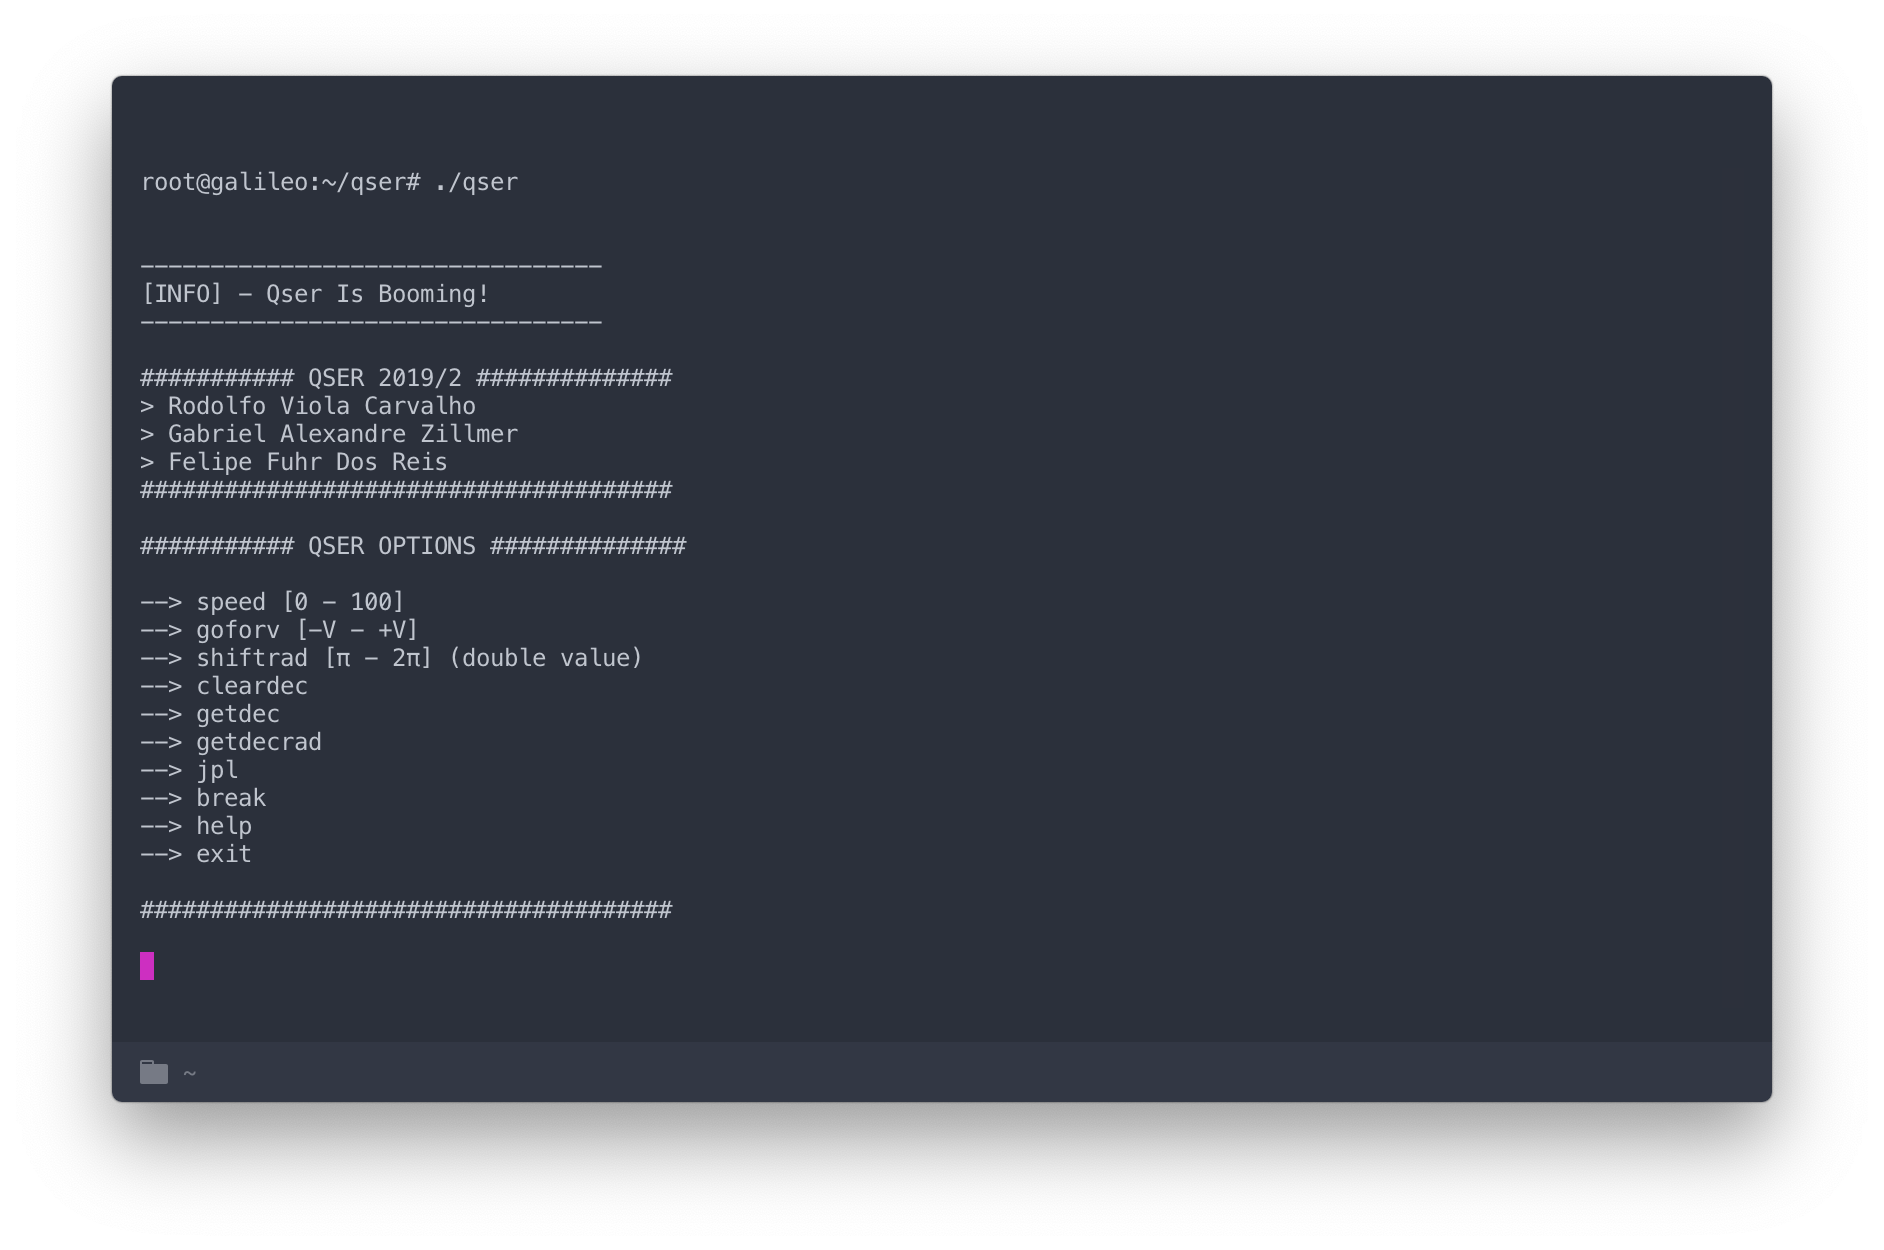 root@galileo:~/qser# ./qser
---------------------------------
[INFO] - Qser Is Booming!
---------------------------------
########### QSER 2019/2 ##############
> Rodolfo Viola Carvalho
> Gabriel Alexandre Zillmer
> Felipe Fuhr Dos Reis
######################################
########### QSER OPTIONS ##############
--> speed [0 - 100]
--> goforv [-V - +V]
--> shiftrad [π - 2π] (double value)
--> cleardec
--> getdec
--> getdecrad
--> jpl
--> break
--> help
--> exit
######################################
~